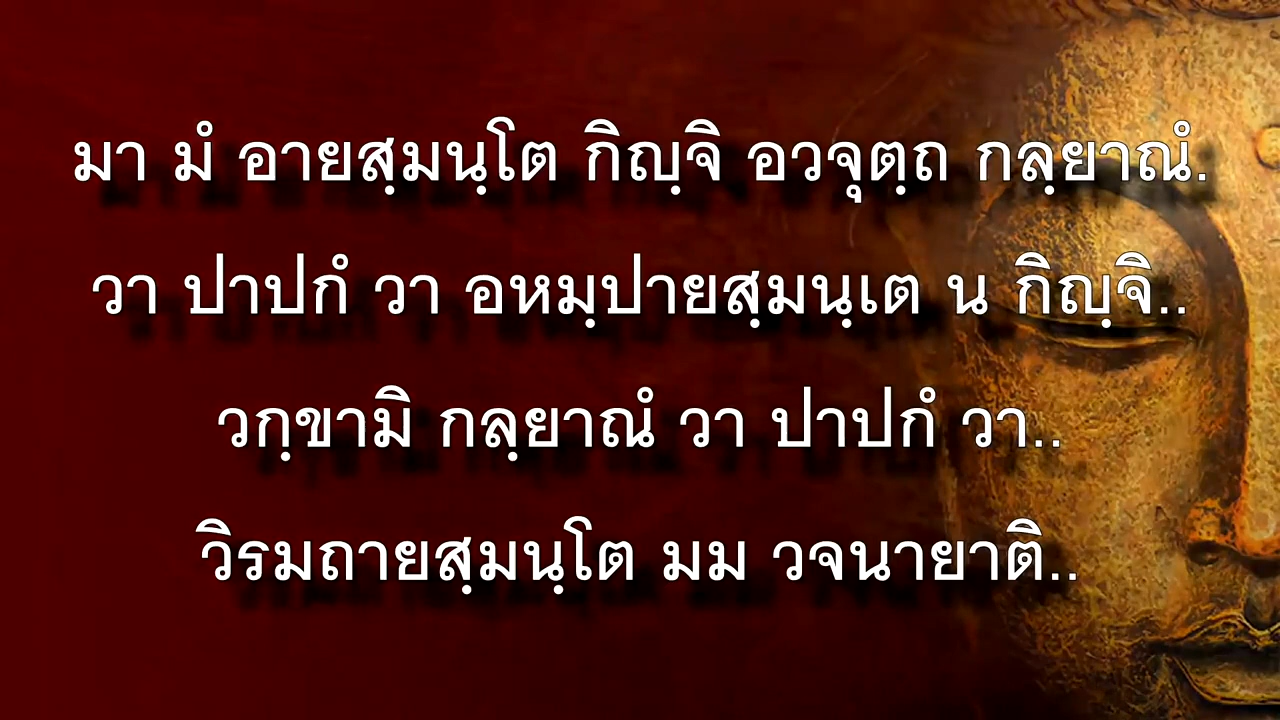 มา มํ อายสฺมนฺโต กิญฺจิ อวจุตฺถ กลฺยาณํ.
วา ปาปกํ วา อหมฺปายสฺมนฺเต น กิญฺจิ..
วกฺขามิ กลฺยาณํ วา ปาปกํ วา..
วิรมถายสฺมนฺโต มม วจนายาติ..